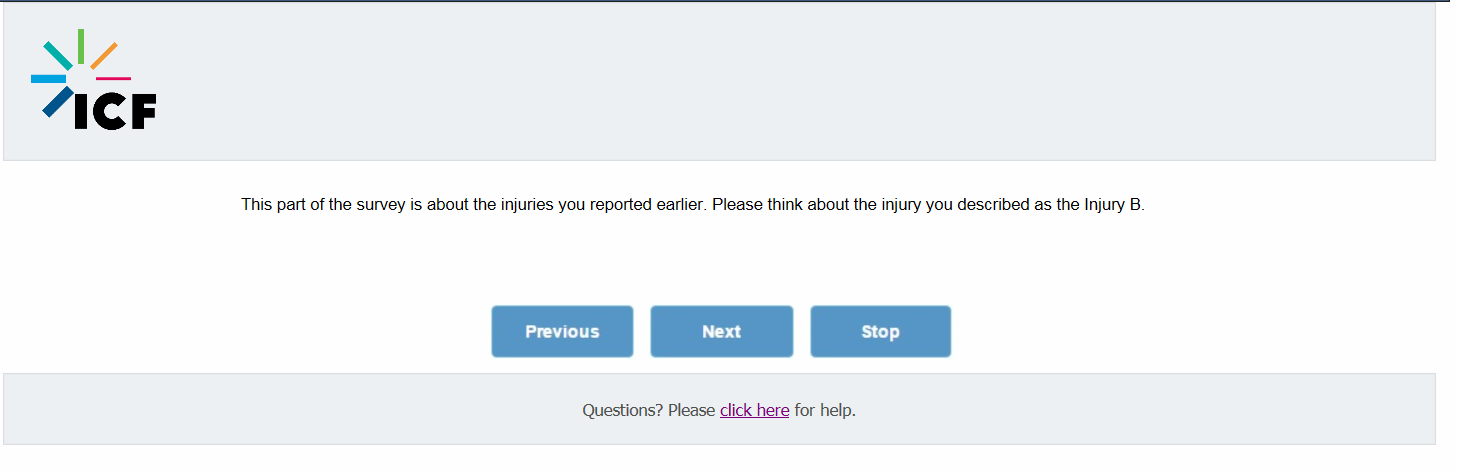 ICF
This part of the survey is about the injuries you reported earlier. Please think about the injury you described as the Injury B.
Previous Next Stop
Questions? Please click here for help.